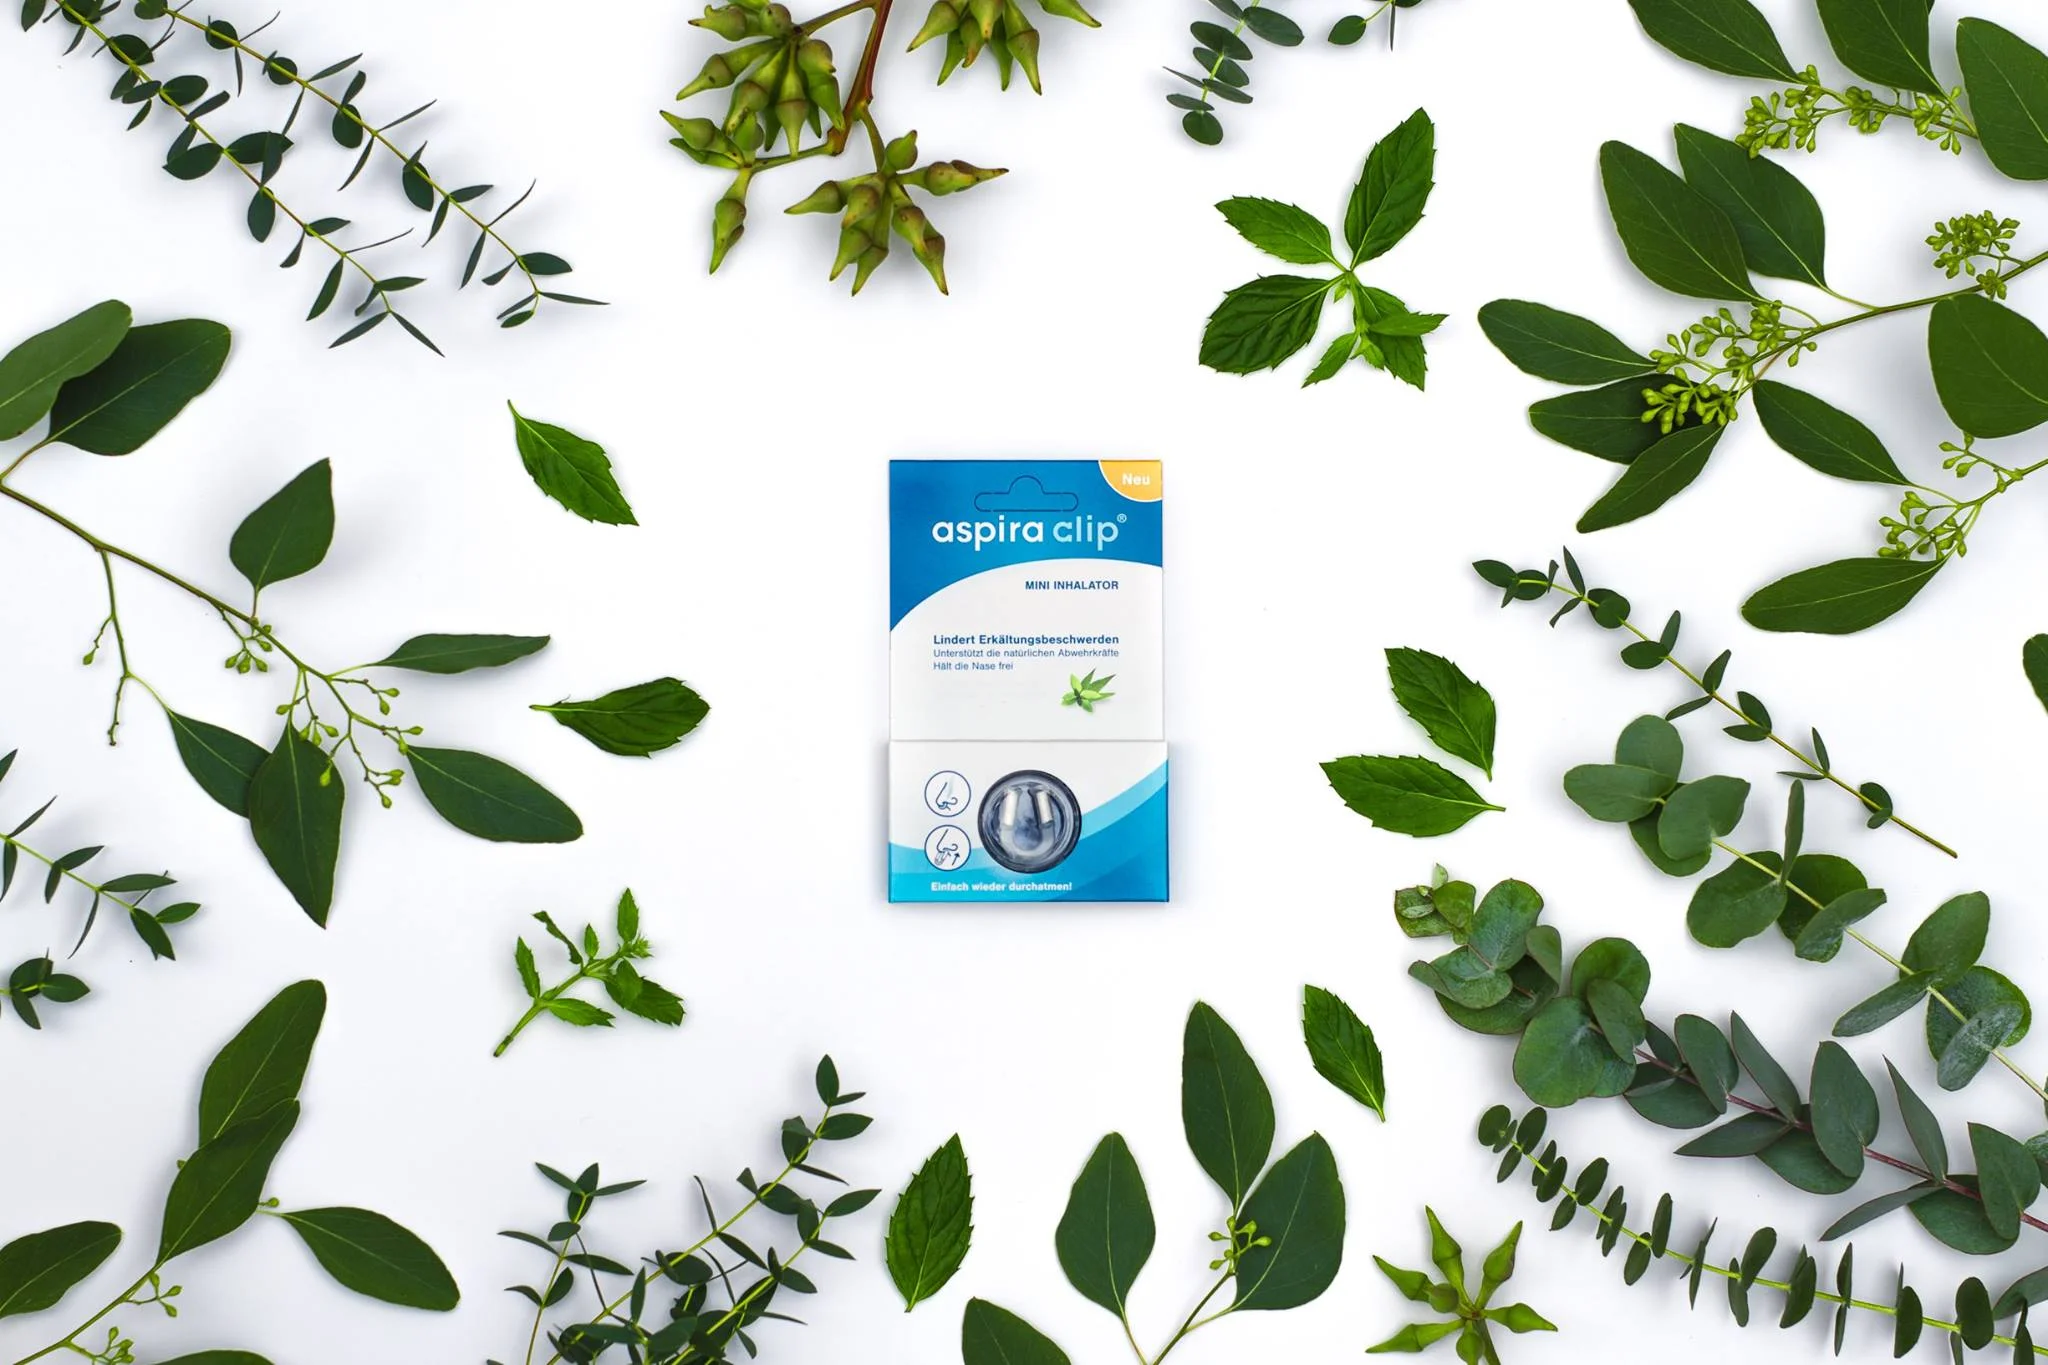 Neu
aspira clip®
MINI INHALATOR
Lindert Erkältungsbeschwerden
Unterstützt die natürlichen Abwehrkräfte
Hält die Nase frei
Einfach wieder durchatmen!